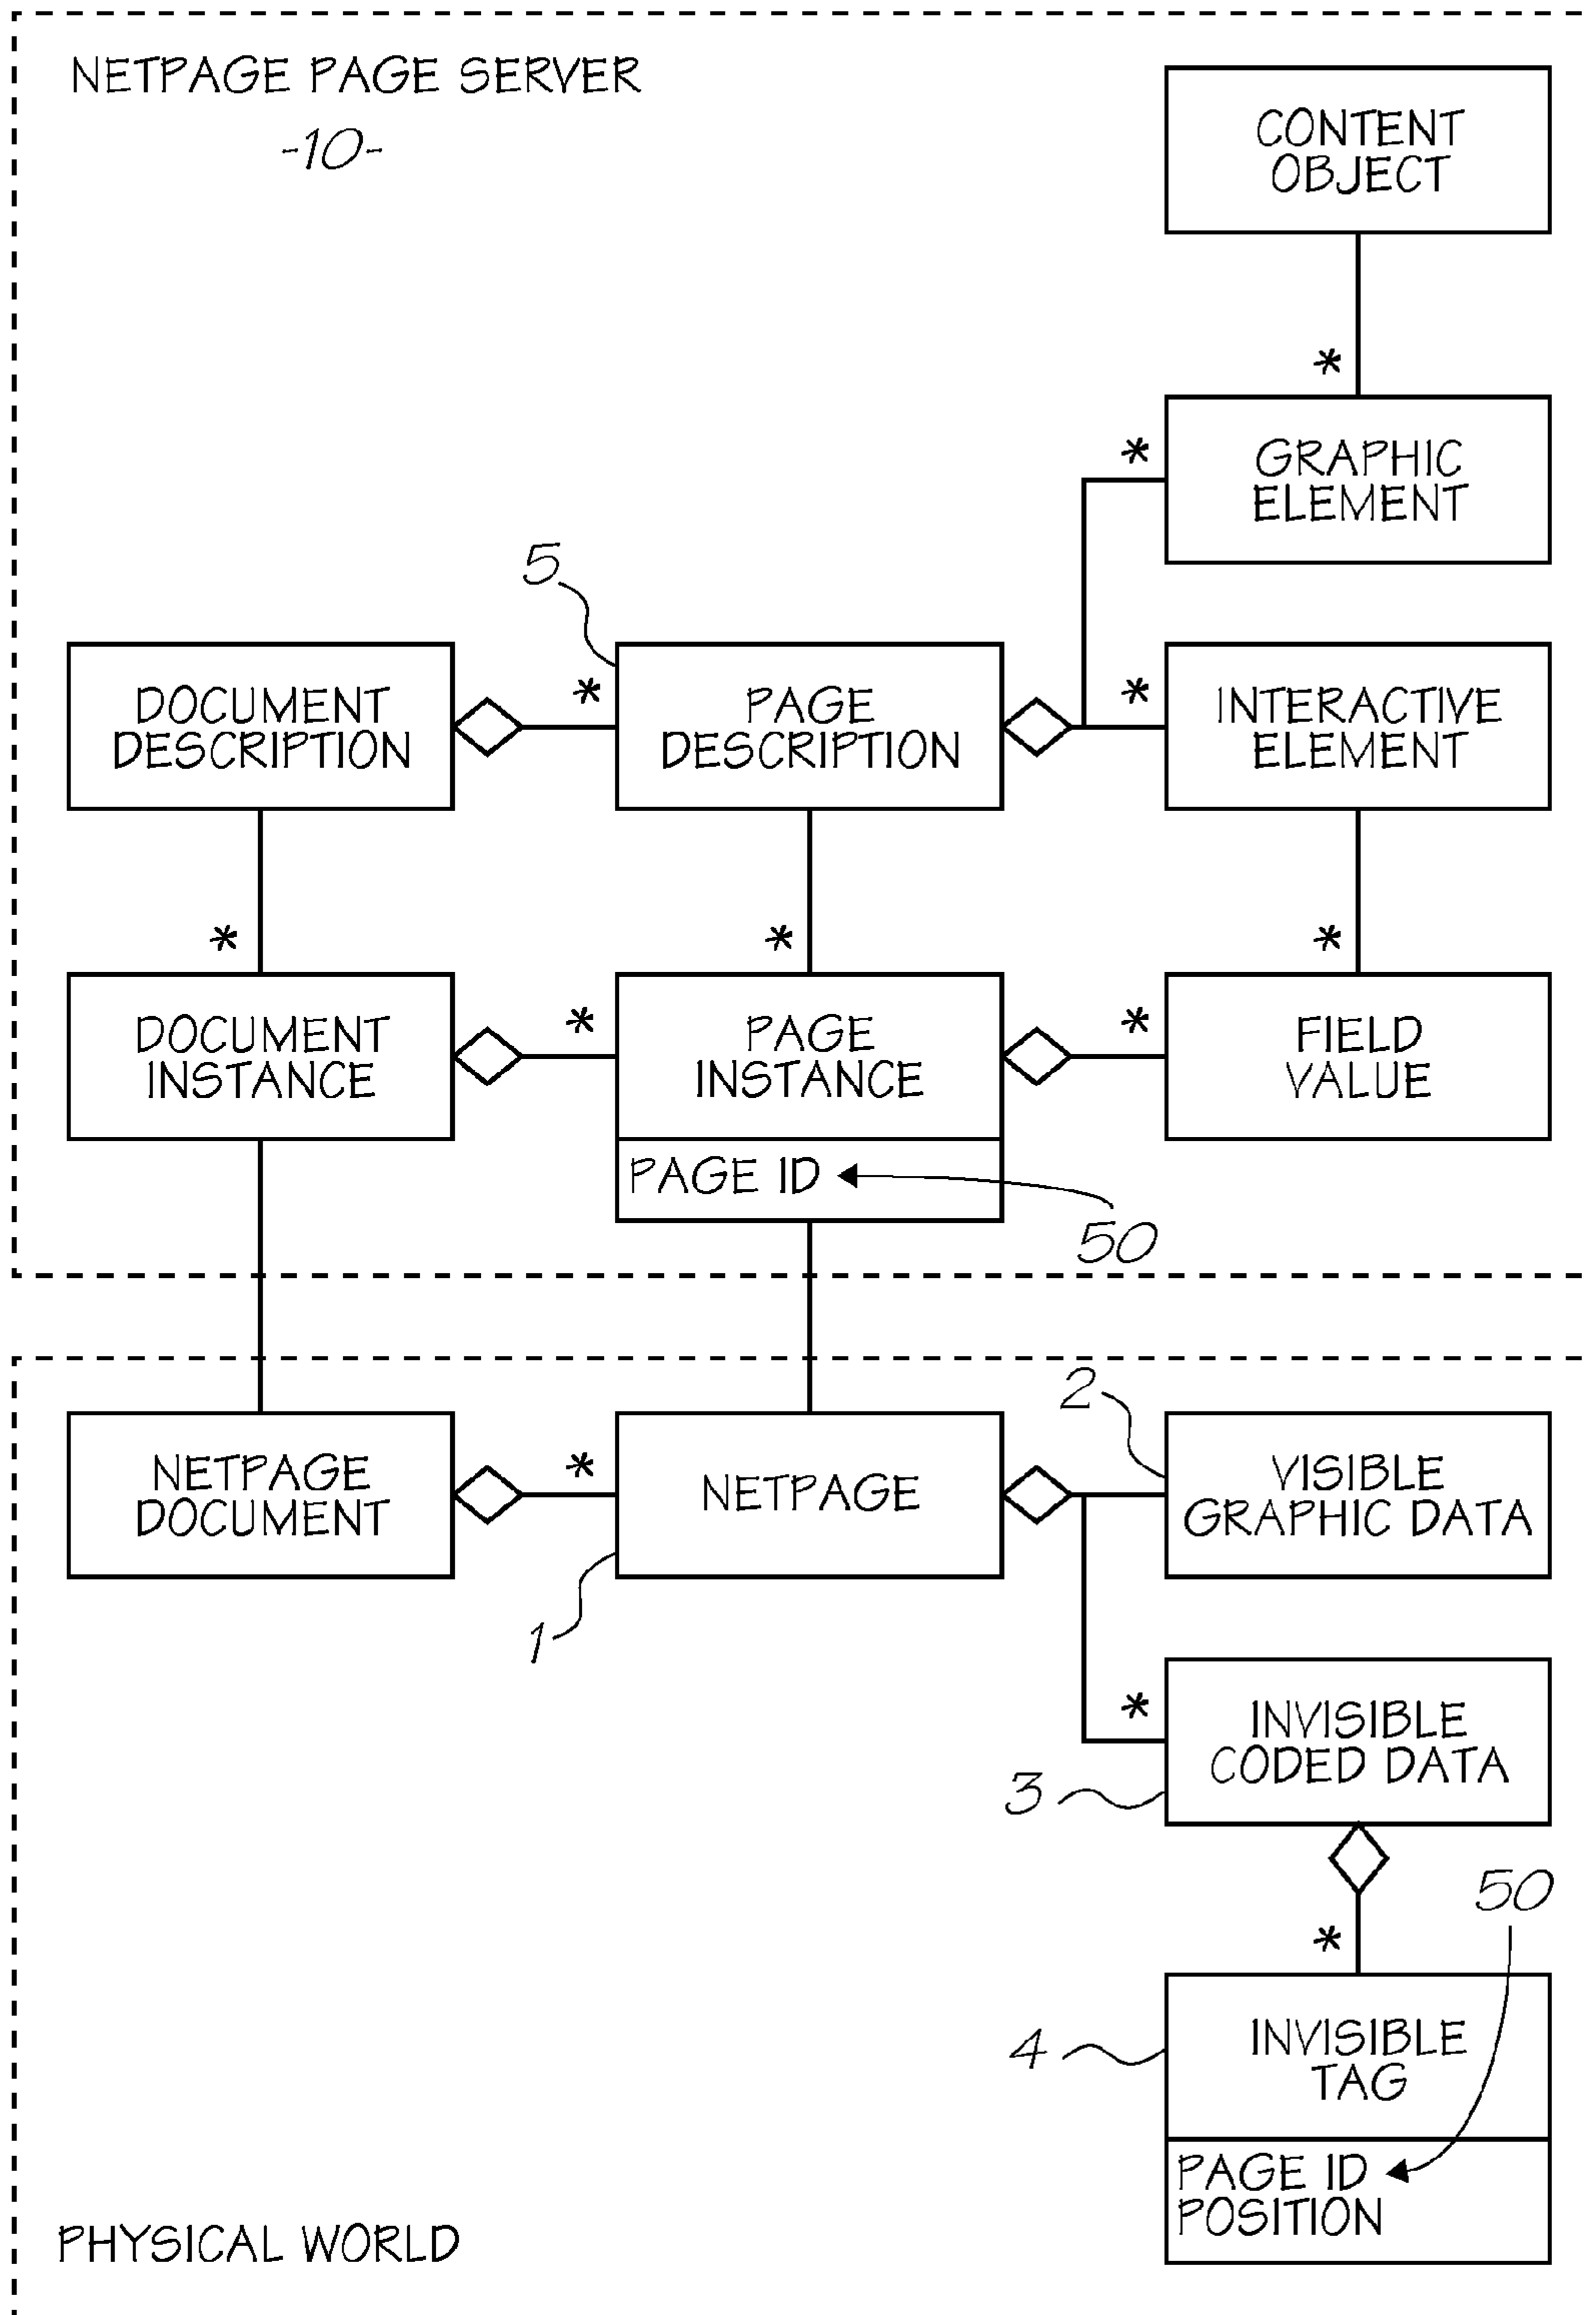 NETPAGE PAGE SERVER
-10-
CONTENT
OBJECT
*
*
GRAPHIC
ELEMENT
5
DOCUMENT
DESCRIPTION
*
PAGE
DESCRIPTION
*
INTERACTIVE
ELEMENT
*
*
*
DOCUMENT
INSTANCE
*
PAGE
INSTANCE
*
FIELD
VALUE
PAGE ID
50
NETPAGE
DOCUMENT
*
NETPAGE
2
VISIBLE
GRAPHIC DATA
1
*
INVISIBLE
CODED DATA
3
50
*
4
INVISIBLE
TAG
PAGE ID
POSITION
PHYSICAL WORLD